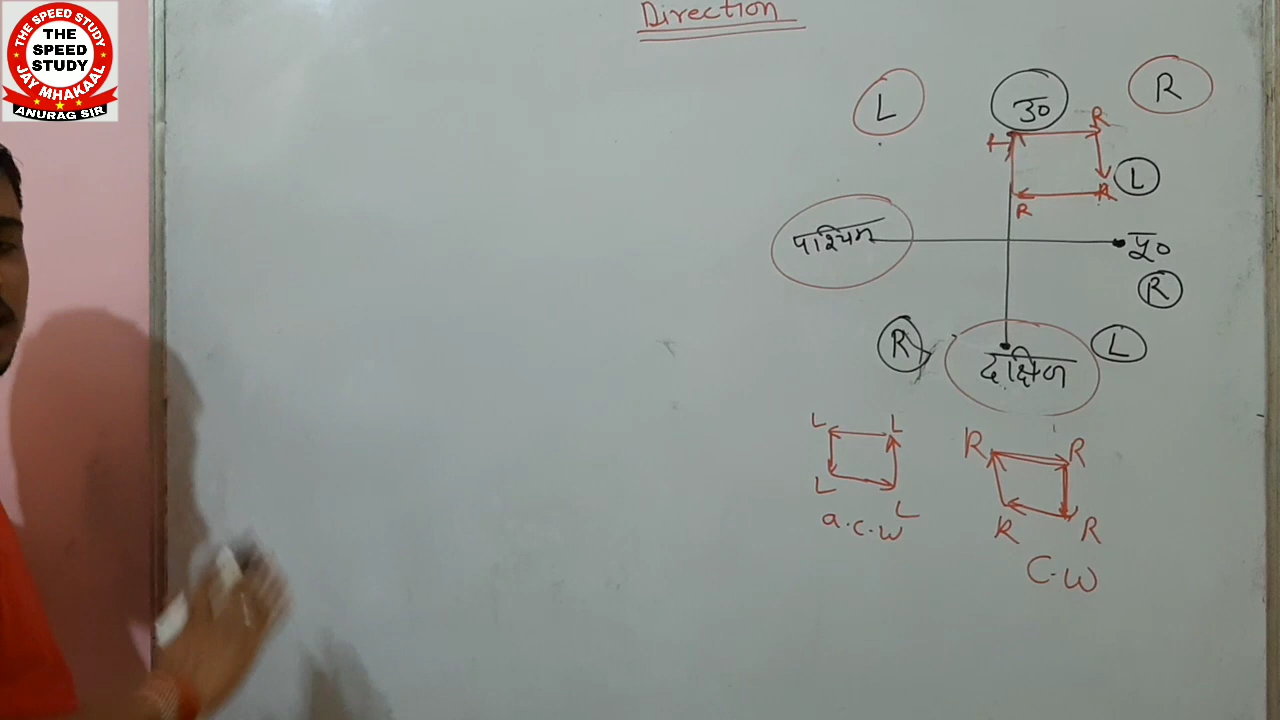 THE SPEED STUDY
THE
SPEED
STUDY
JAY MHAKAAL
ANURAG SIR
Direction
L
उ०
R
R
L
R
R
पश्चिम
पू०
R
R
L
दक्षिण
L L
L L
a.c.w
R R
R R
C.W